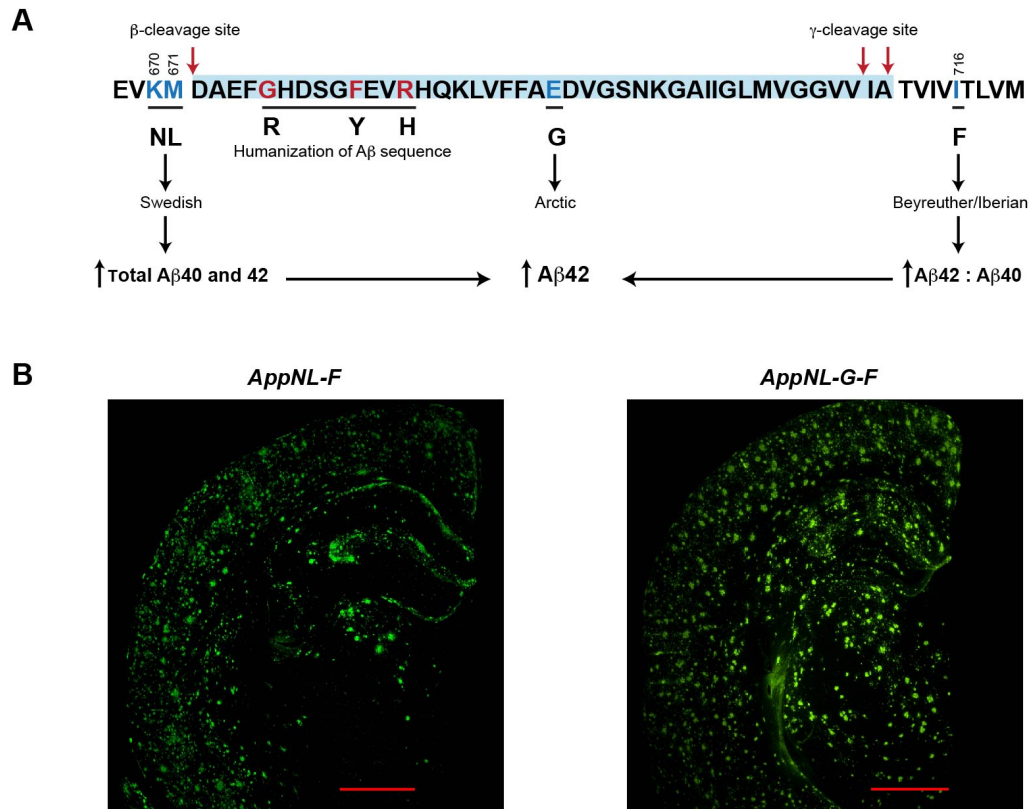 A
β-cleavage site
γ-cleavage site
670
671
716
EVKMDAEFGHDSGFEVRHQKLVFFAEDVGSNKGAIIGLMVGGVVIATVIVITLVM
NL
R Y H
G
F
Humanization of Aβ sequence
Swedish
Arctic
Beyreuther/Iberian
Total Aβ40 and 42
Aβ42
Aβ42 : Aβ40
B
AppNL-F
AppNL-G-F